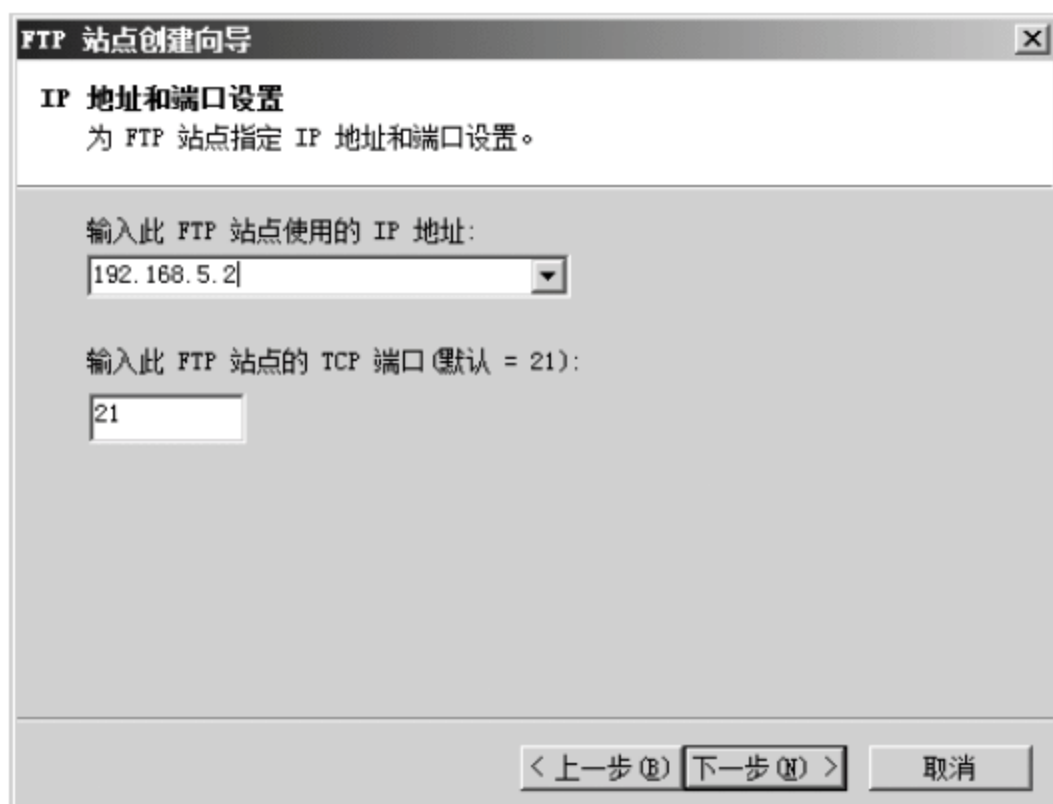 FTP 站点创建向导
IP 地址和端口设置
为 FTP 站点指定 IP 地址和端口设置。
输入此 FTP 站点使用的 IP 地址:
192.168.5.2
输入此 FTP 站点的 TCP 端口(默认 = 21):
21
< 上一步(B) 下一步(N) > 取消